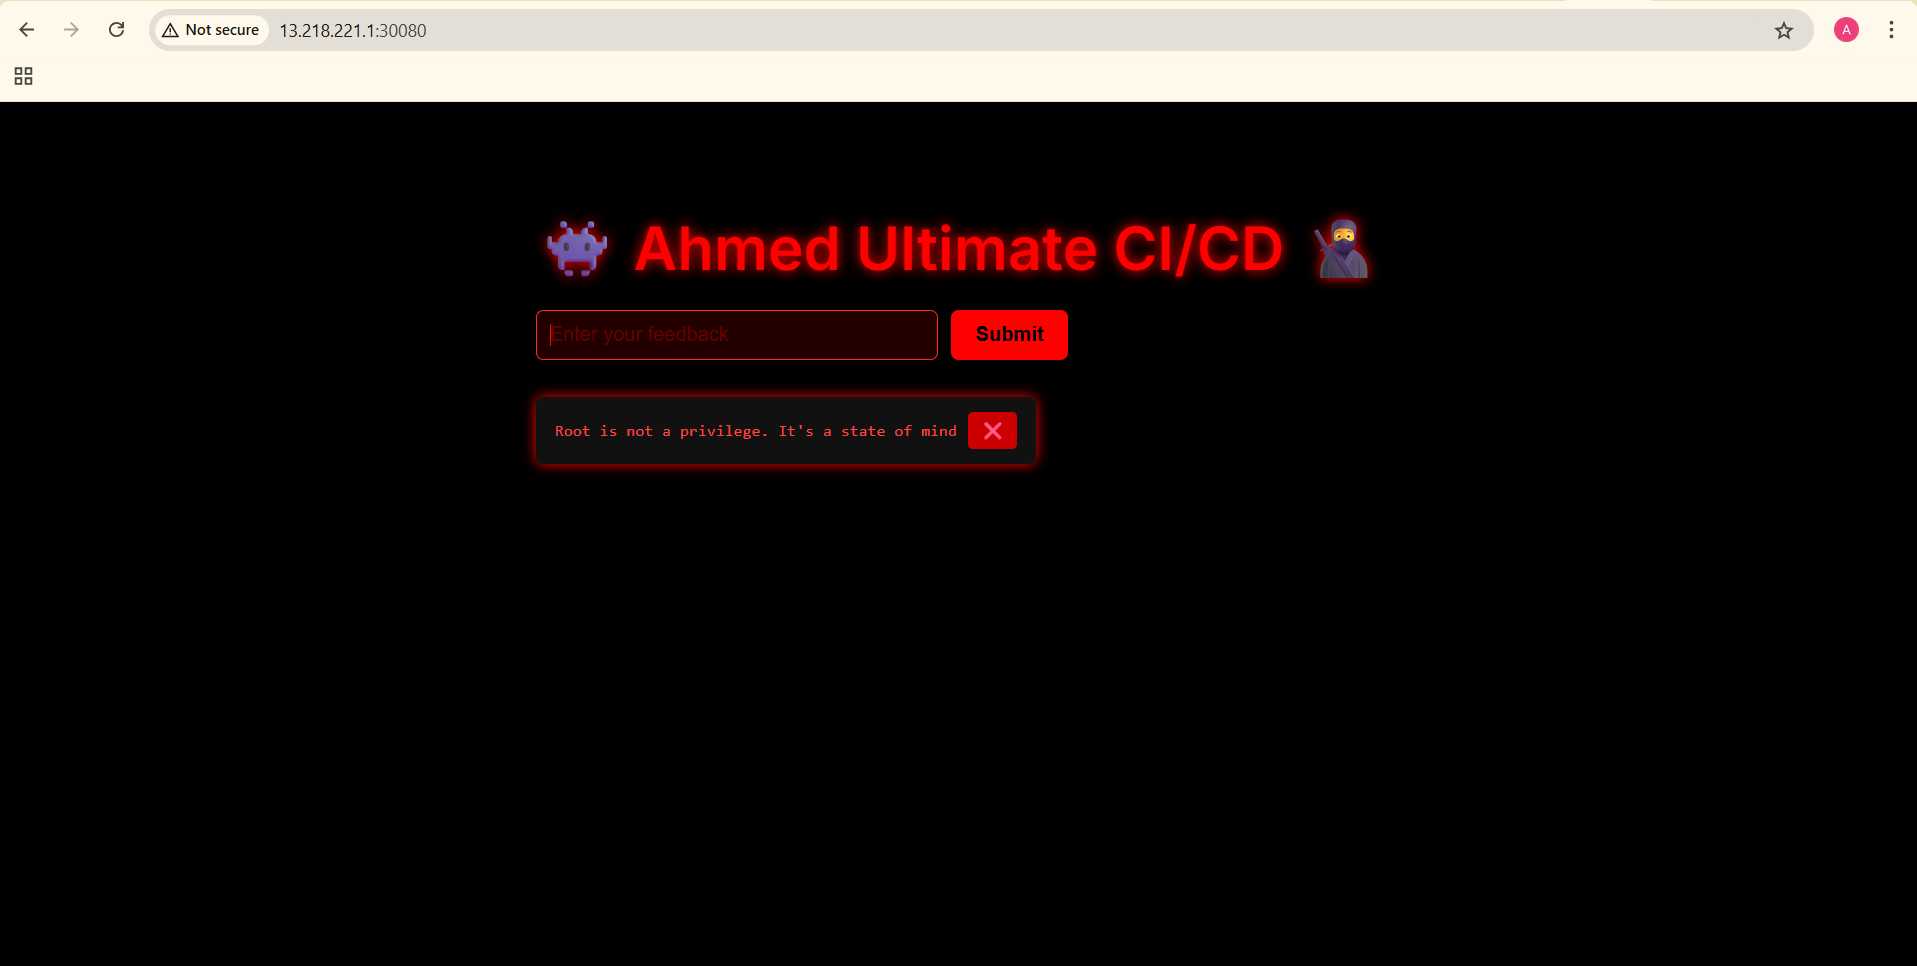 Not secure
13.218.221.1:30080
A
👾 Ahmed Ultimate CI/CD 🥷
Enter your feedback
Submit
Root is not a privilege. It's a state of mind